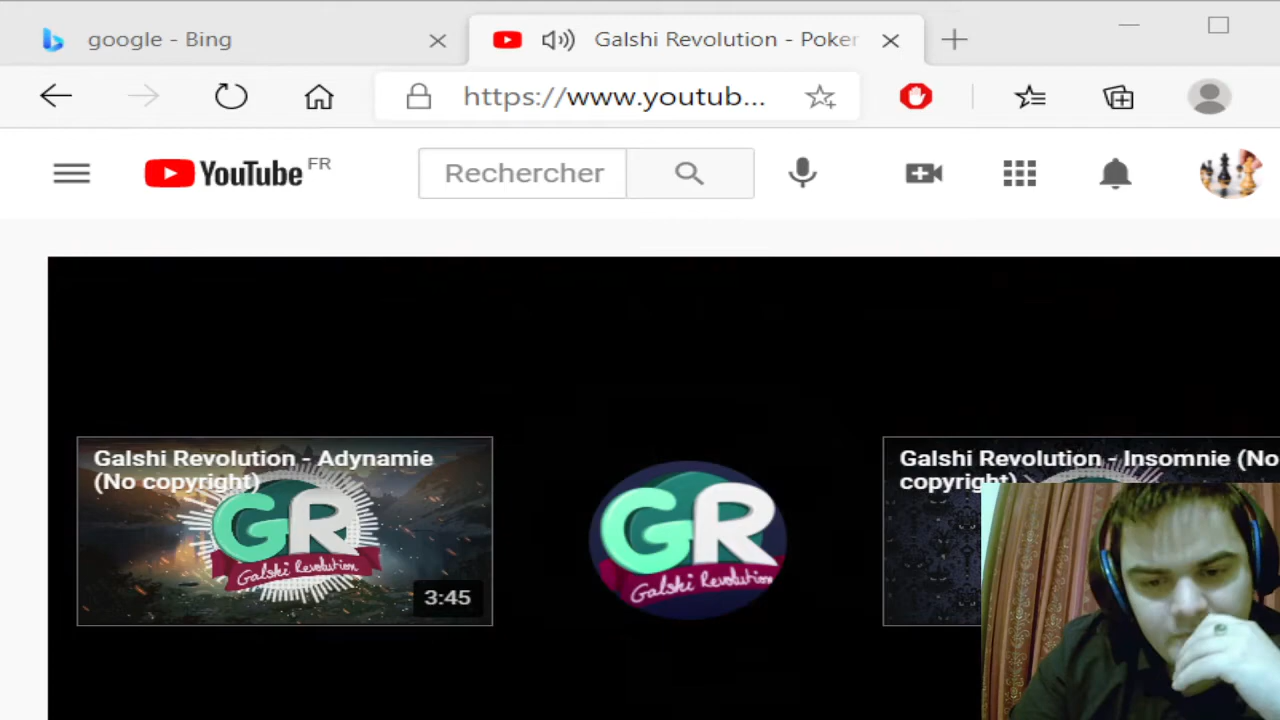 google - Bing
Galshi Revolution - Poker
https://www.youtub...
YouTube FR
Rechercher
Galshi Revolution - Adynamie
(No copyright)
GR
Galshi Revolution
3:45
GR
Galshi Revolution
Galshi Revolution - Insomnie (No
copyright)